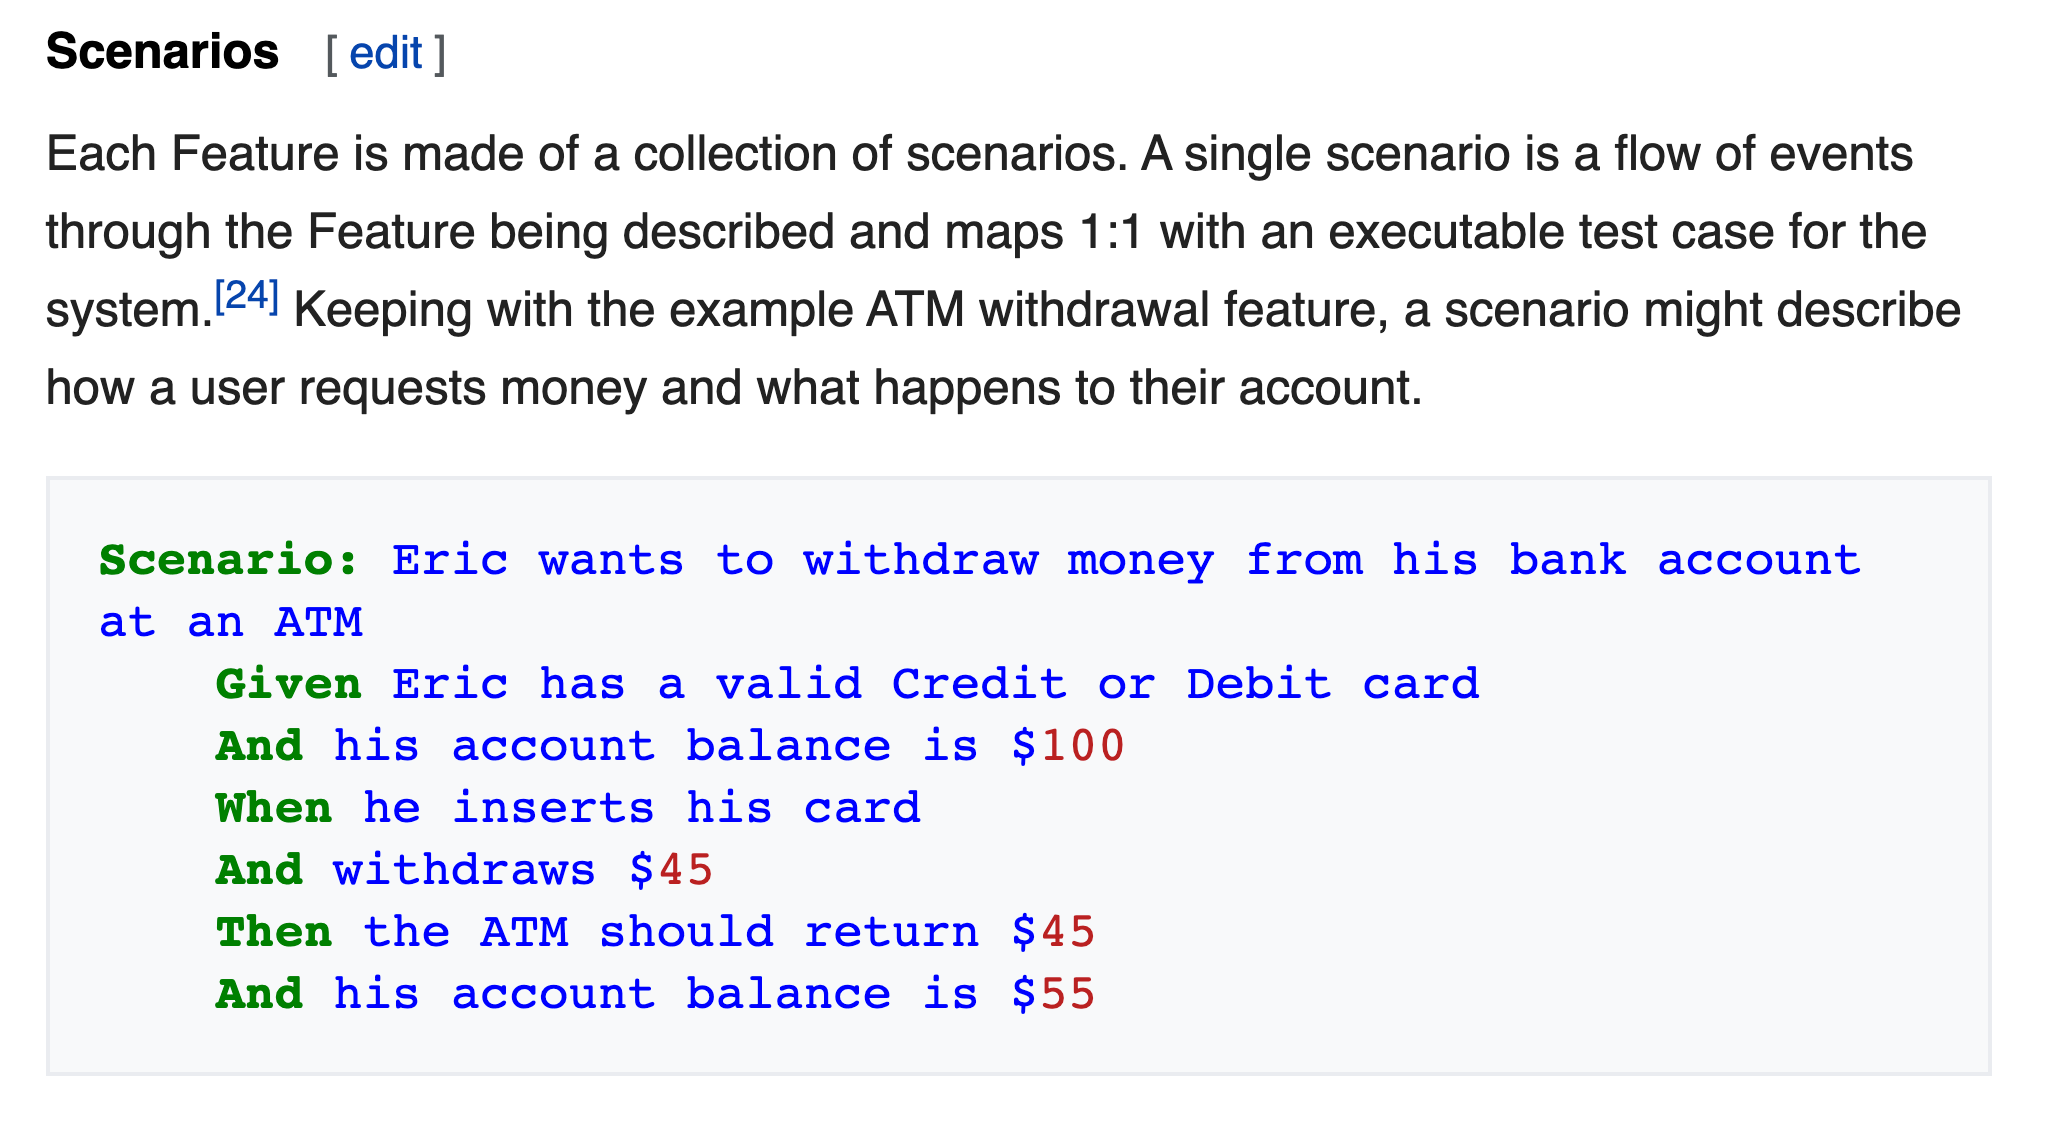 Scenarios [ edit ]
Each Feature is made of a collection of scenarios. A single scenario is a flow of events
through the Feature being described and maps 1:1 with an executable test case for the
system.[24] Keeping with the example ATM withdrawal feature, a scenario might describe
how a user requests money and what happens to their account.
Scenario: Eric wants to withdraw money from his bank account
at an ATM
    Given Eric has a valid Credit or Debit card
    And his account balance is $100
    When he inserts his card
    And withdraws $45
    Then the ATM should return $45
    And his account balance is $55